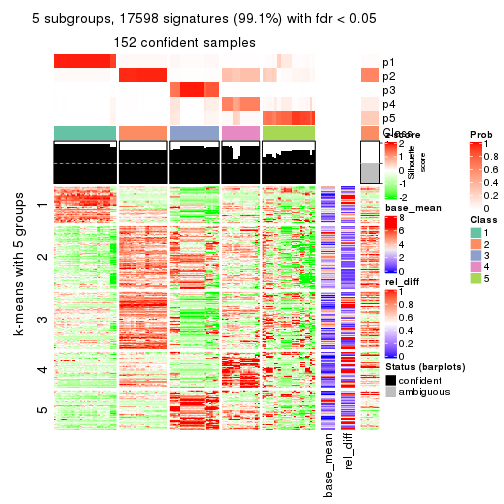 5 subgroups, 17598 signatures (99.1%) with fdr < 0.05
152 confident samples
p1
p2
p3
p4
p5
Class
Silhouette
score
k-means with 5 groups
1
2
3
4
5
base_mean
rel_diff
z-score
2
1
0
-1
-2
base_mean
8
6
4
2
0
rel_diff
1
0.8
0.6
0.4
0.2
0
Status (barplots)
confident
ambiguous
Prob
1
0.8
0.6
0.4
0.2
0
Class
1
2
3
4
5